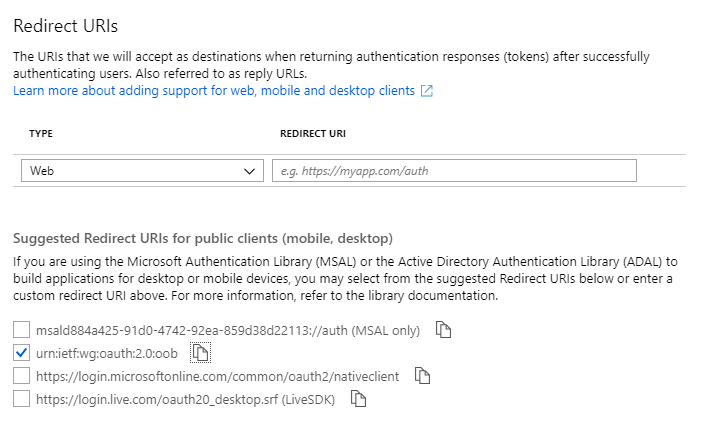 Redirect URIs
The URIs that we will accept as destinations when returning authentication responses (tokens) after successfully
authenticating users. Also referred to as reply URLs.
Learn more about adding support for web, mobile and desktop clients
TYPE REDIRECT URI
Web e.g. https://myapp.com/auth
Suggested Redirect URIs for public clients (mobile, desktop)
If you are using the Microsoft Authentication Library (MSAL) or the Active Directory Authentication Library (ADAL) to
build applications for desktop or mobile devices, you may select from the suggested Redirect URIs below or enter a
custom redirect URI above. For more information, refer to the library documentation.
msald884a425-91d0-4742-92ea-859d38d22113://auth (MSAL only)
urn:ietf:wg:oauth:2.0:oob
https://login.microsoftonline.com/common/oauth2/nativeclient
https://login.live.com/oauth20_desktop.srf (LiveSDK)